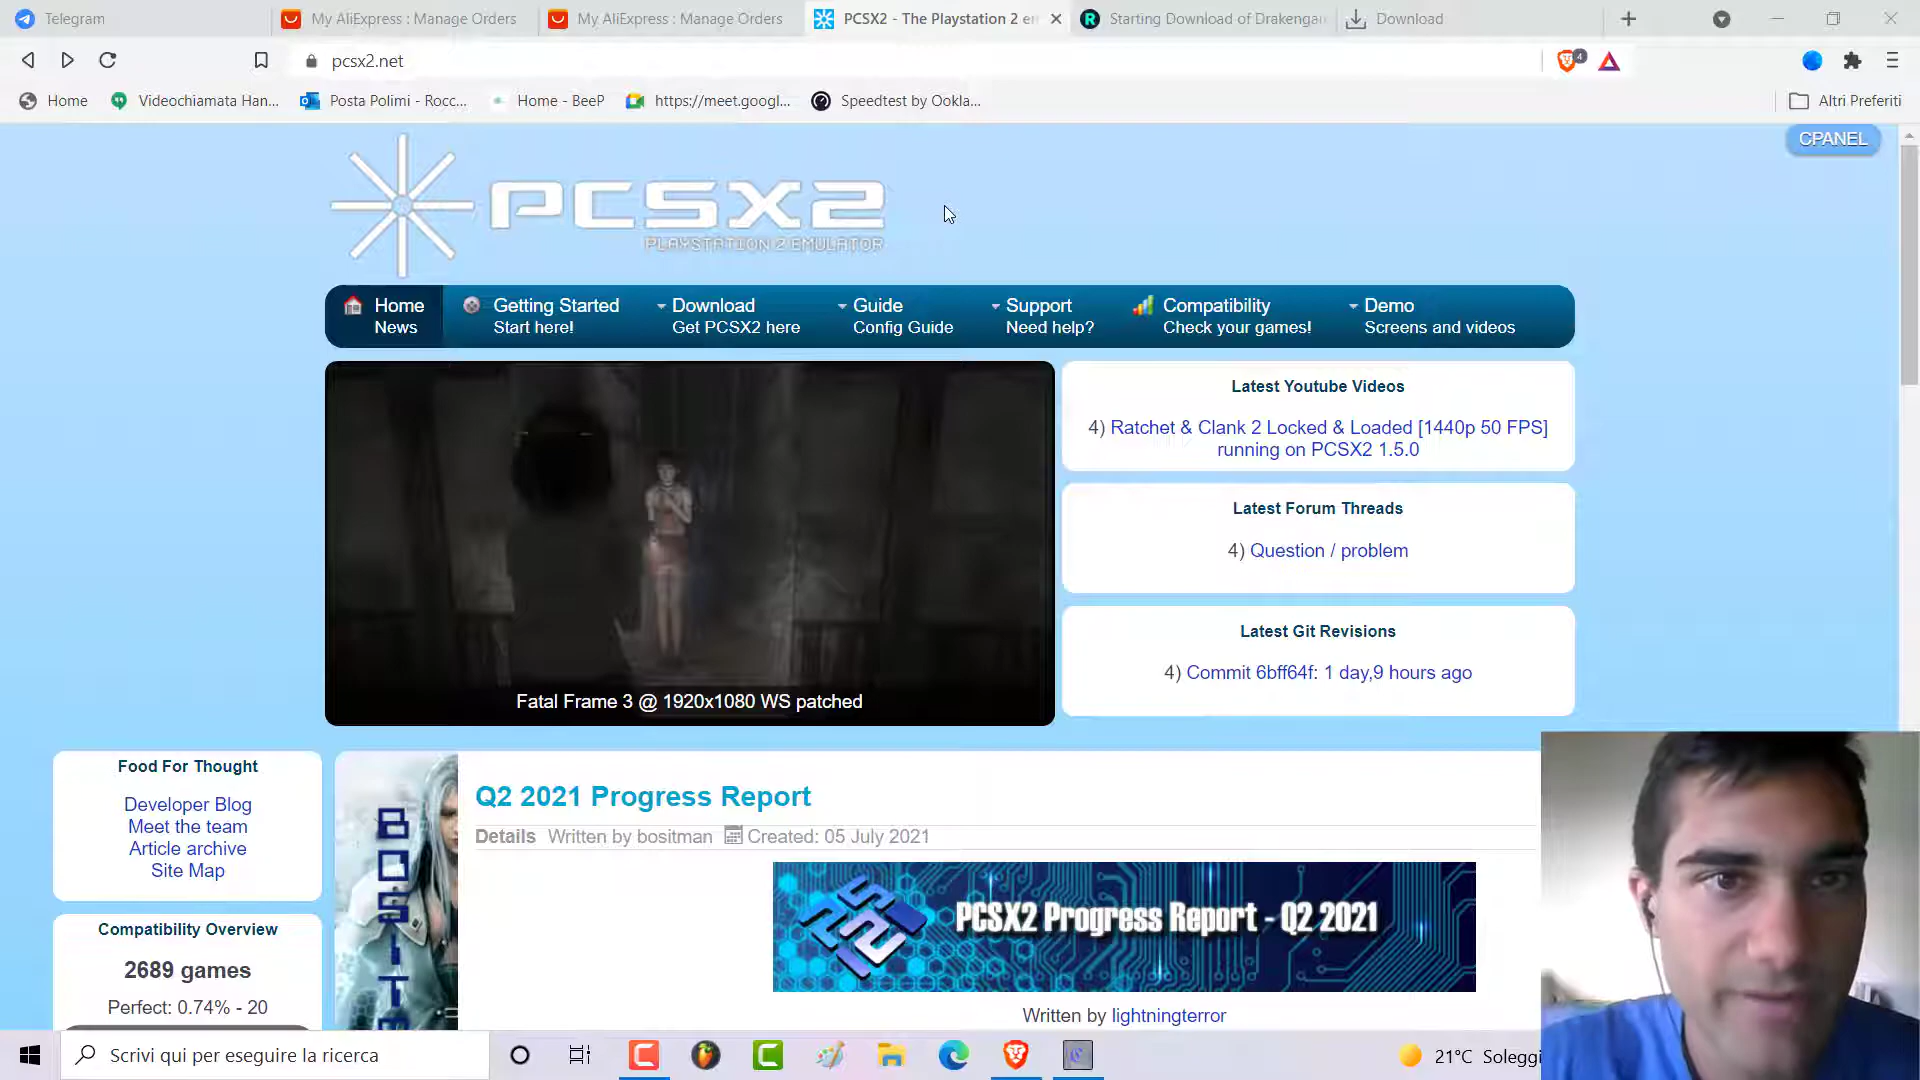 Telegram
My AliExpress : Manage Orders
My AliExpress : Manage Orders
PCSX2 - The Playstation 2 e
Starting Download of Drakenga
Download
pcsx2.net
4
Home
Videochiamata Han...
Posta Polimi - Rocc...
Home - BeeP
https://meet.googl...
Speedtest by Ookla...
Altri Preferiti
CPANEL
PCSX2
PLAYSTATION 2 EMULATOR
Home
News
Getting Started
Start here!
Download
Get PCSX2 here
Guide
Config Guide
Support
Need help?
Compatibility
Check your games!
Demo
Screens and videos
Fatal Frame 3 @ 1920x1080 WS patched
Latest Youtube Videos
4) Ratchet & Clank 2 Locked & Loaded [1440p 50 FPS]
running on PCSX2 1.5.0
Latest Forum Threads
4) Question / problem
Latest Git Revisions
4) Commit 6bff64f: 1 day,9 hours ago
Food For Thought
Developer Blog
Meet the team
Article archive
Site Map
Compatibility Overview
2689 games
Perfect: 0.74% - 20
BOSITM
Q2 2021 Progress Report
Details Written by bositman Created: 05 July 2021
PCSX2 Progress Report - Q2 2021
Written by lightningterror
Scrivi qui per eseguire la ricerca
21°C Soleggi